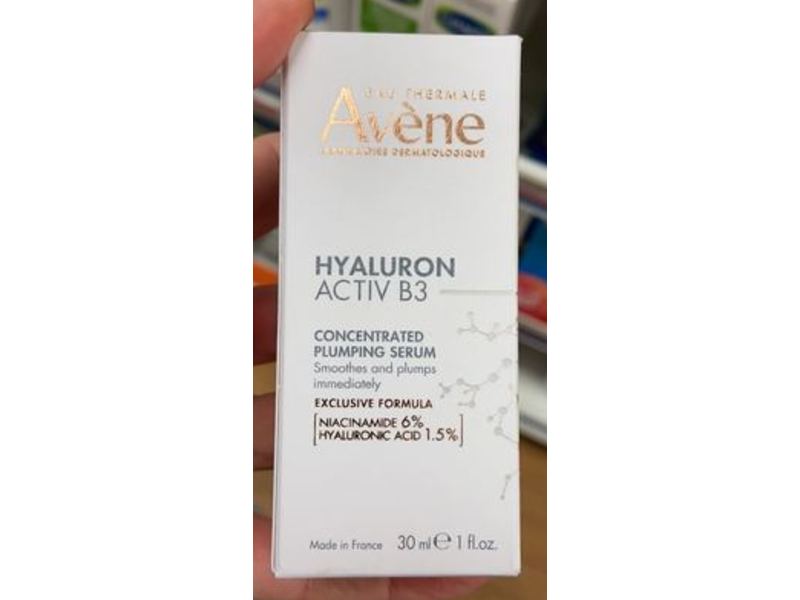 EAU THERMALE
Avène
LABORATOIRE DERMATOLOGIQUE
HYALURON
ACTIV B3
CONCENTRATED
PLUMPING SERUM
Smoothes and plumps
immediately
EXCLUSIVE FORMULA
[NIACINAMIDE 6%
HYALURONIC ACID 1.5%]
Made in France 30 ml ℮ 1 fl.oz.